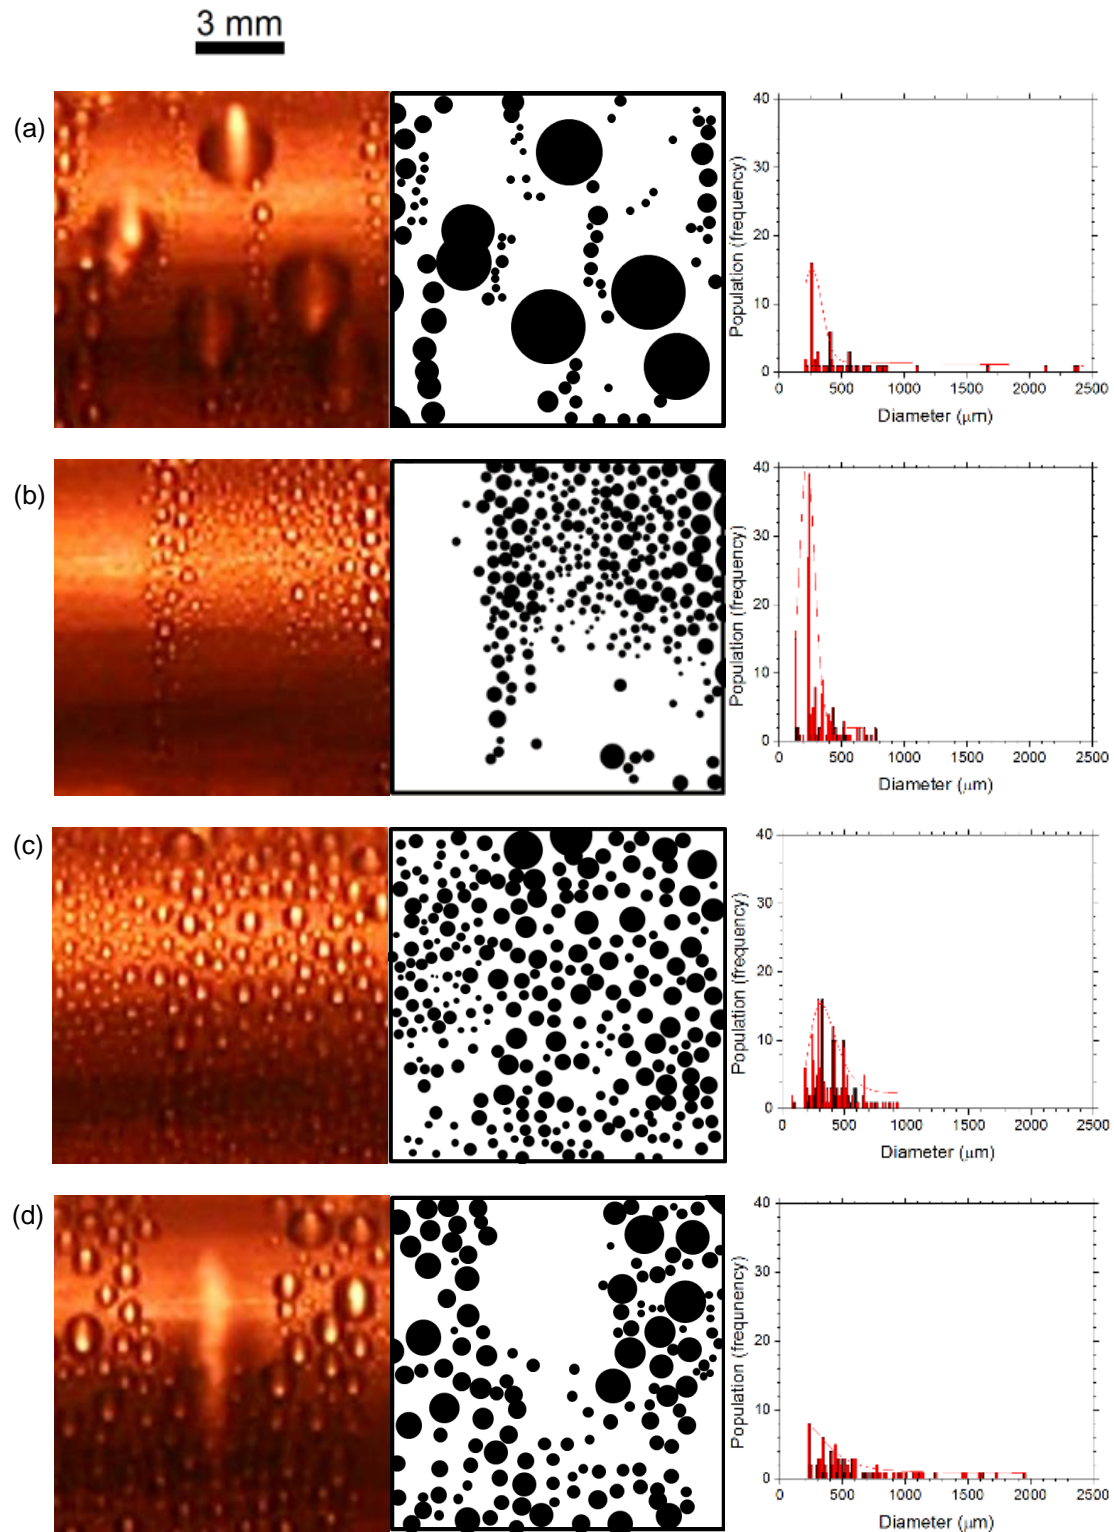 3 mm
(a)
40
30
20
10
0
Population (frequency)
0 500 1000 1500 2000 2500
Diameter (μm)
(b)
40
30
20
10
0
Population (frequency)
0 500 1000 1500 2000 2500
Diameter (μm)
(c)
40
30
20
10
0
Population (frequency)
0 500 1000 1500 2000 2500
Diameter (μm)
(d)
40
30
20
10
0
Population (frequnency)
0 500 1000 1500 2000 2500
Diameter (μm)